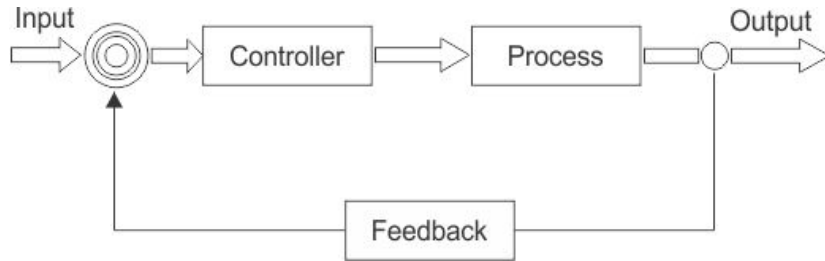 Input
Output
Controller
Process
Feedback